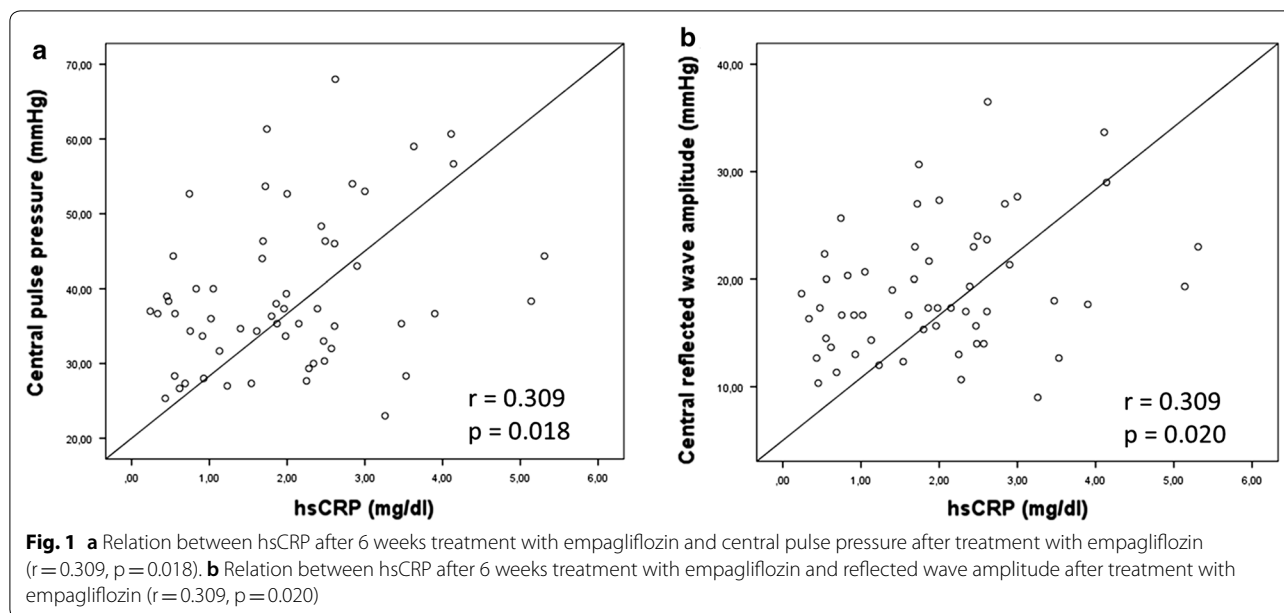 a
Central pulse pressure (mmHg)
70,00
60,00
50,00
40,00
30,00
20,00
,00 1,00 2,00 3,00 4,00 5,00 6,00
hsCRP (mg/dl)
r = 0.309
p = 0.018
b
Central reflected wave amplitude (mmHg)
40,00
30,00
20,00
10,00
,00 1,00 2,00 3,00 4,00 5,00 6,00
hsCRP (mg/dl)
r = 0.309
p = 0.020
Fig. 1 a Relation between hsCRP after 6 weeks treatment with empagliflozin and central pulse pressure after treatment with empagliflozin
(r = 0.309, p = 0.018). b Relation between hsCRP after 6 weeks treatment with empagliflozin and reflected wave amplitude after treatment with
empagliflozin (r = 0.309, p = 0.020)